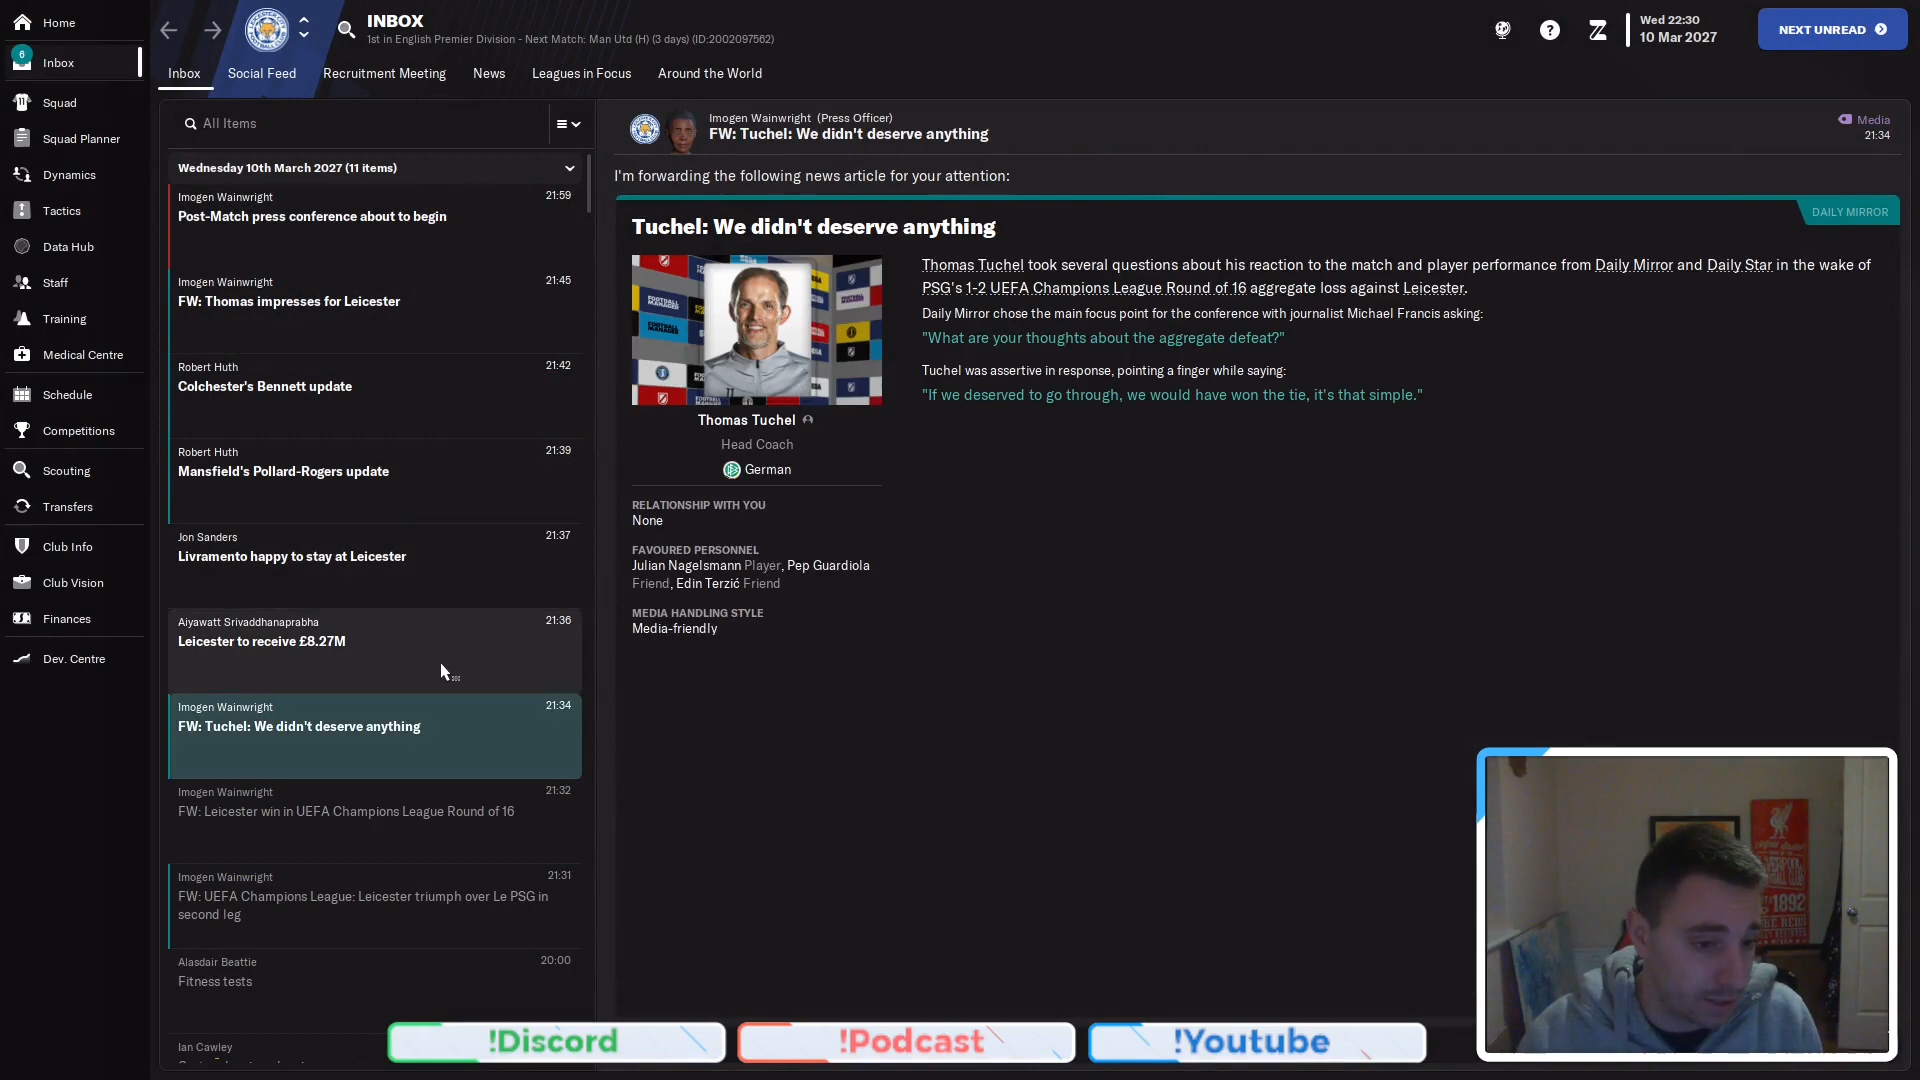 Home
6
Inbox
Squad
Squad Planner
Dynamics
Tactics
Data Hub
Staff
Training
Medical Centre
Schedule
Competitions
Scouting
Transfers
Club Info
Club Vision
Finances
Dev. Centre
INBOX
1st in English Premier Division - Next Match: Man Utd (H) (3 days) (ID:2002097562)
Wed 22:30
10 Mar 2027
NEXT UNREAD
Inbox
Social Feed
Recruitment Meeting
News
Leagues in Focus
Around the World
All Items
Wednesday 10th March 2027 (11 items)
Imogen Wainwright 21:59
Post-Match press conference about to begin
Imogen Wainwright 21:45
FW: Thomas impresses for Leicester
Robert Huth 21:42
Colchester's Bennett update
Robert Huth 21:39
Mansfield's Pollard-Rogers update
Jon Sanders 21:37
Livramento happy to stay at Leicester
Aiyawatt Srivaddhanaprabha 21:36
Leicester to receive £8.27M
Imogen Wainwright 21:34
FW: Tuchel: We didn't deserve anything
Imogen Wainwright 21:32
FW: Leicester win in UEFA Champions League Round of 16
Imogen Wainwright 21:31
FW: UEFA Champions League: Leicester triumph over Le PSG in
second leg
Alasdair Beattie 20:00
Fitness tests
Ian Cawley
Imogen Wainwright (Press Officer)
FW: Tuchel: We didn't deserve anything
Media
21:34
I'm forwarding the following news article for your attention:
DAILY MIRROR
Tuchel: We didn't deserve anything
Thomas Tuchel
Head Coach
German
RELATIONSHIP WITH YOU
None
FAVOURED PERSONNEL
Julian Nagelsmann Player, Pep Guardiola
Friend, Edin Terzić Friend
MEDIA HANDLING STYLE
Media-friendly
Thomas Tuchel took several questions about his reaction to the match and player performance from Daily Mirror and Daily Star in the wake of
PSG's 1-2 UEFA Champions League Round of 16 aggregate loss against Leicester.
Daily Mirror chose the main focus point for the conference with journalist Michael Francis asking:
"What are your thoughts about the aggregate defeat?"
Tuchel was assertive in response, pointing a finger while saying:
"If we deserved to go through, we would have won the tie, it's that simple."
!Discord
!Podcast
!Youtube
1892